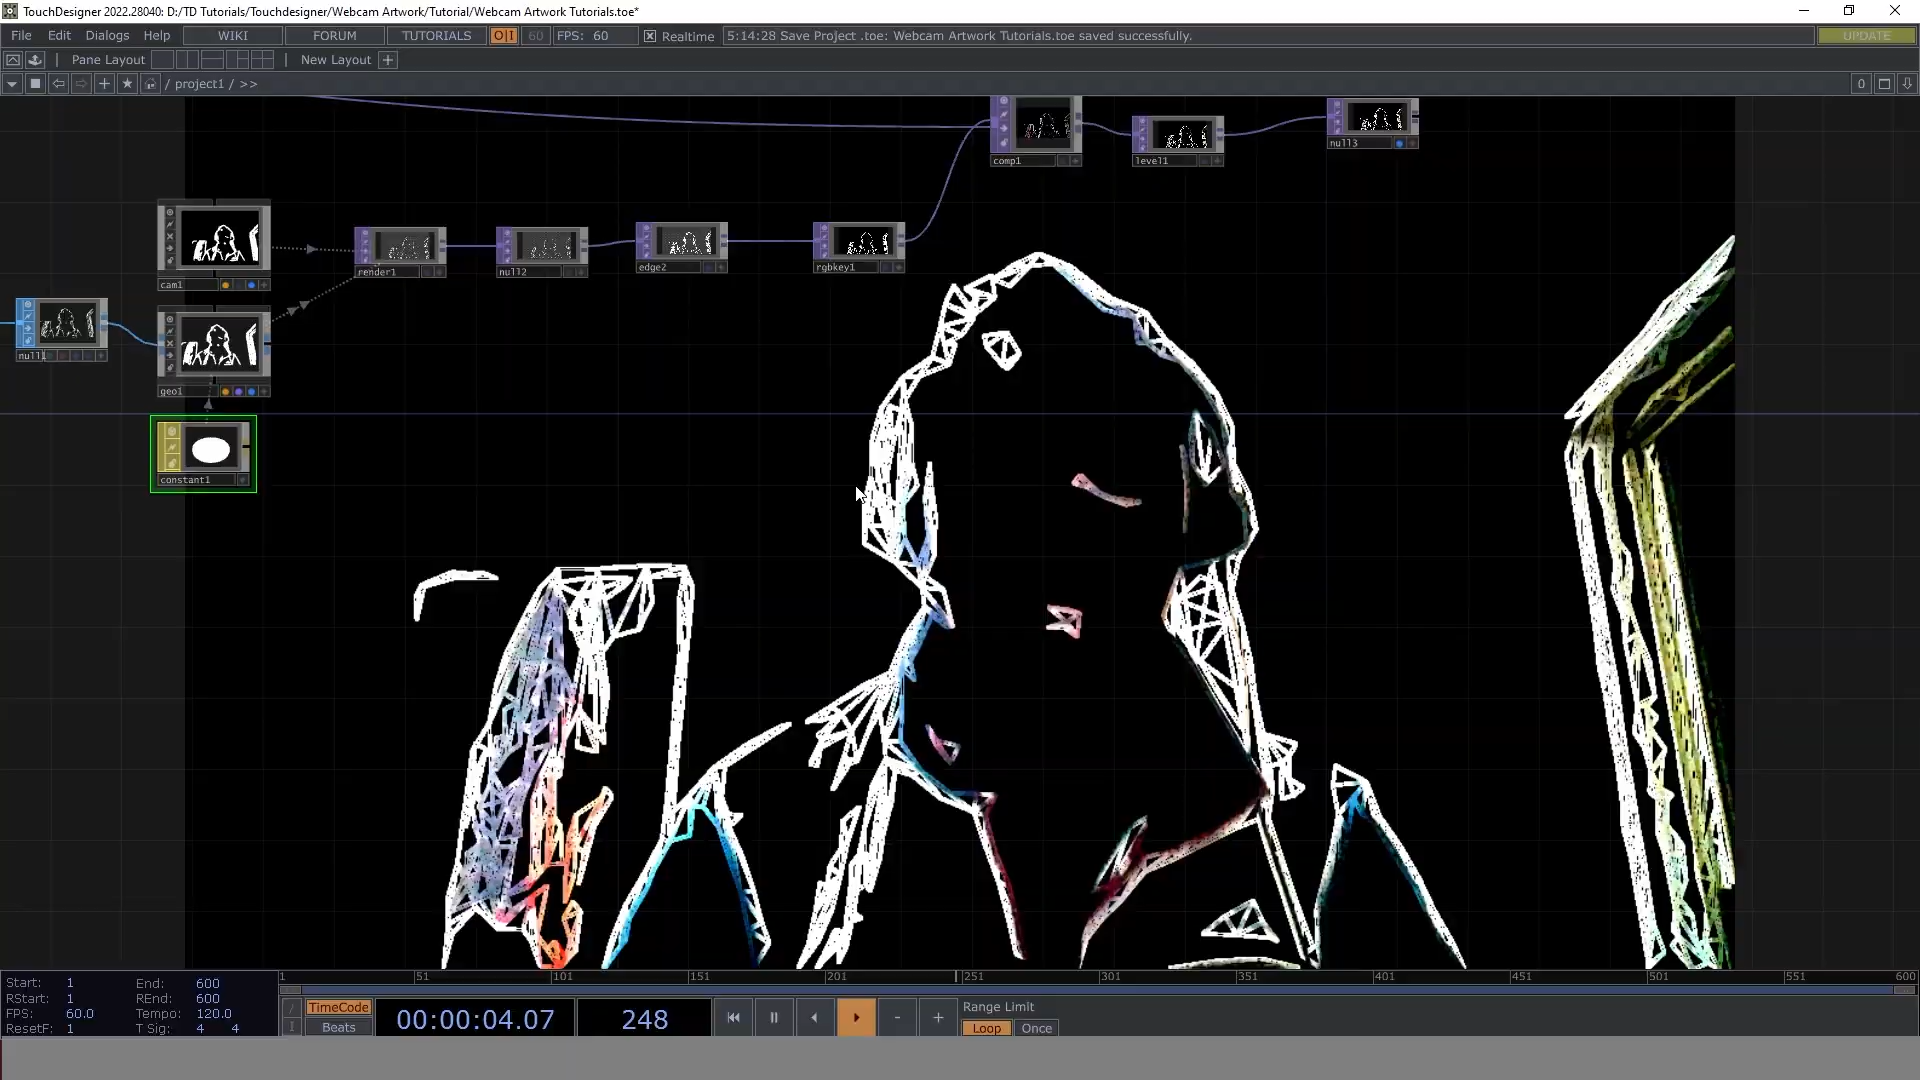 TouchDesigner 2022.28040: D:/TD Tutorials/Touchdesigner/Webcam Artwork/Tutorial/Webcam Artwork Tutorials.toe*
File Edit Dialogs Help WIKI FORUM TUTORIALS O|I 60 FPS: 60 Realtime 5:14:28 Save Project .toe: Webcam Artwork Tutorials.toe saved successfully. UPDATE
Pane Layout | New Layout +
/ project1 / >> 0
comp1
level1
null3
cam1
render1
null2
edge2
rgbkey1
null1
geo1
constant1
1 51 101 151 201 251 301 351 401 451 501 551 600
Start: 1 End: 600
RStart: 1 REnd: 600
FPS: 60.0 Tempo: 120.0
ResetF: 1 T Sig: 4 4
TimeCode
Beats
00:00:04.07
248
Range Limit
Loop Once